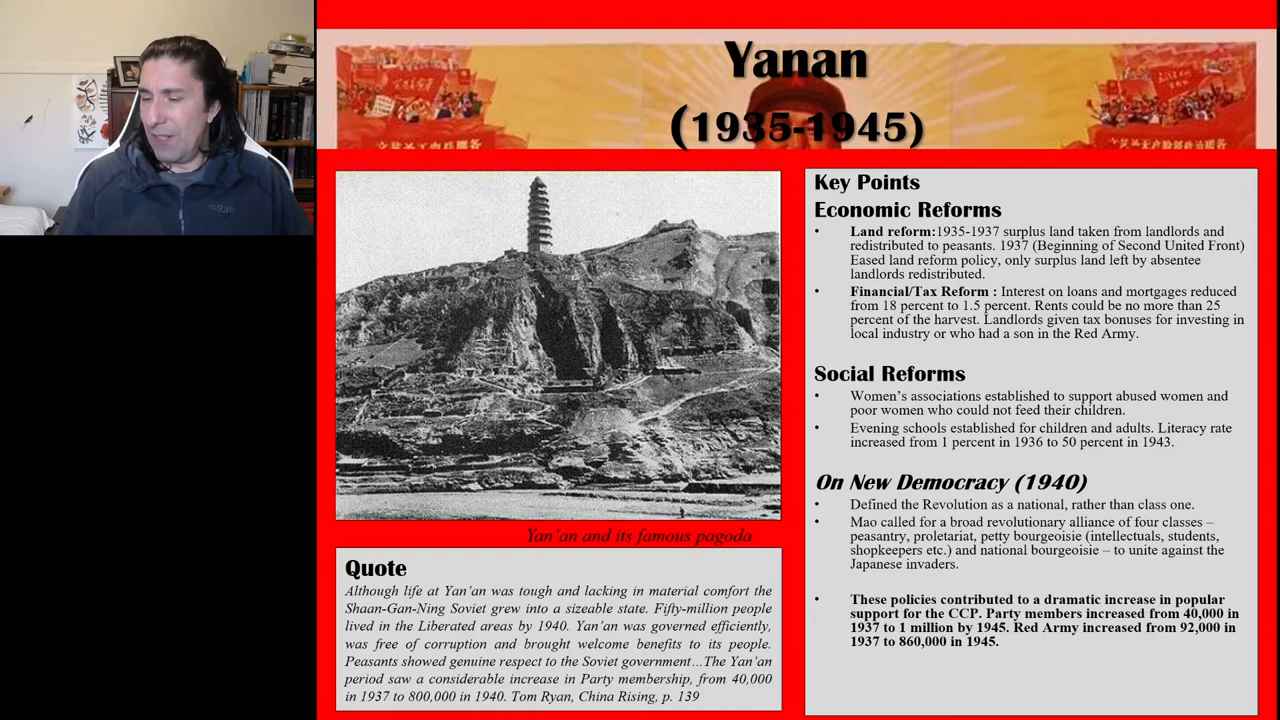 Yanan
(1935-1945)
Rab
Key Points
Economic Reforms
• Land reform:1935-1937 surplus land taken from landlords and
redistributed to peasants. 1937 (Beginning of Second United Front)
Eased land reform policy, only surplus land left by absentee
landlords redistributed.
• Financial/Tax Reform : Interest on loans and mortgages reduced
from 18 percent to 1.5 percent. Rents could be no more than 25
percent of the harvest. Landlords given tax bonuses for investing in
local industry or who had a son in the Red Army.
Social Reforms
• Women's associations established to support abused women and
poor women who could not feed their children.
• Evening schools established for children and adults. Literacy rate
increased from 1 percent in 1936 to 50 percent in 1943.
On New Democracy (1940)
• Defined the Revolution as a national, rather than class one.
• Mao called for a broad revolutionary alliance of four classes –
peasantry, proletariat, petty bourgeoisie (intellectuals, students,
shopkeepers etc.) and national bourgeoisie – to unite against the
Japanese invaders.
• These policies contributed to a dramatic increase in popular
support for the CCP. Party members increased from 40,000 in
1937 to 1 million by 1945. Red Army increased from 92,000 in
1937 to 860,000 in 1945.
Yan'an and its famous pagoda
Quote
Although life at Yan'an was tough and lacking in material comfort the
Shaan-Gan-Ning Soviet grew into a sizeable state. Fifty-million people
lived in the Liberated areas by 1940. Yan'an was governed efficiently,
was free of corruption and brought welcome benefits to its people.
Peasants showed genuine respect to the Soviet government…The Yan'an
period saw a considerable increase in Party membership, from 40,000
in 1937 to 800,000 in 1940. Tom Ryan, China Rising, p. 139